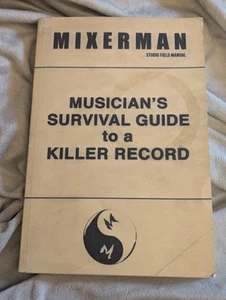 MIXERMAN
STUDIO FIELD MANUAL
MUSICIAN'S
SURVIVAL GUIDE
to a
KILLER RECORD
M
M